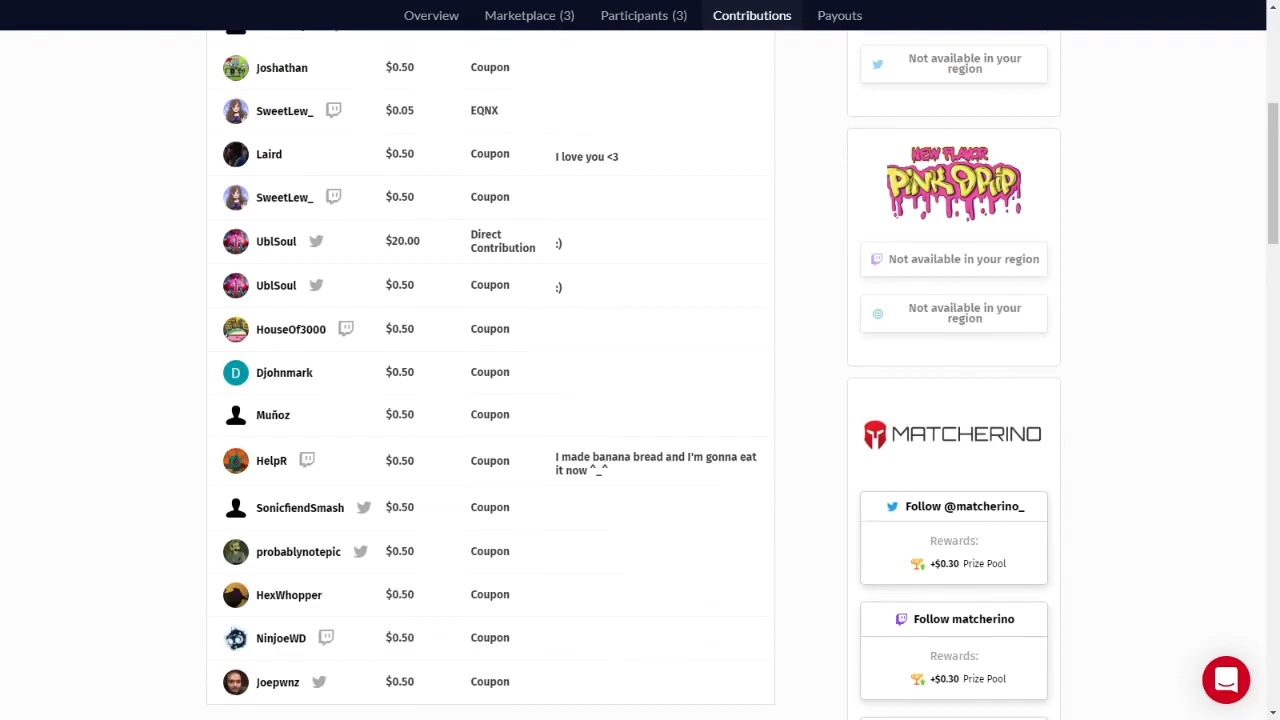 Overview Marketplace (3) Participants (3) Contributions Payouts
Joshathan $0.50 Coupon
SweetLew_ $0.05 EQNX
Laird $0.50 Coupon I love you <3
SweetLew_ $0.50 Coupon
UblSoul $20.00 Direct
Contribution :)
UblSoul $0.50 Coupon :)
HouseOf3000 $0.50 Coupon
D Djohnmark $0.50 Coupon
Muñoz $0.50 Coupon
HelpR $0.50 Coupon I made banana bread and I'm gonna eat
it now ^_^
SonicfiendSmash $0.50 Coupon
probablynotepic $0.50 Coupon
HexWhopper $0.50 Coupon
NinjoeWD $0.50 Coupon
Joepwnz $0.50 Coupon
Not available in your
region
NEW FLAVOR
PINK DRIP
Not available in your region
Not available in your
region
MATCHERINO
Follow @matcherino_
Rewards:
+$0.30 Prize Pool
Follow matcherino
Rewards:
+$0.30 Prize Pool